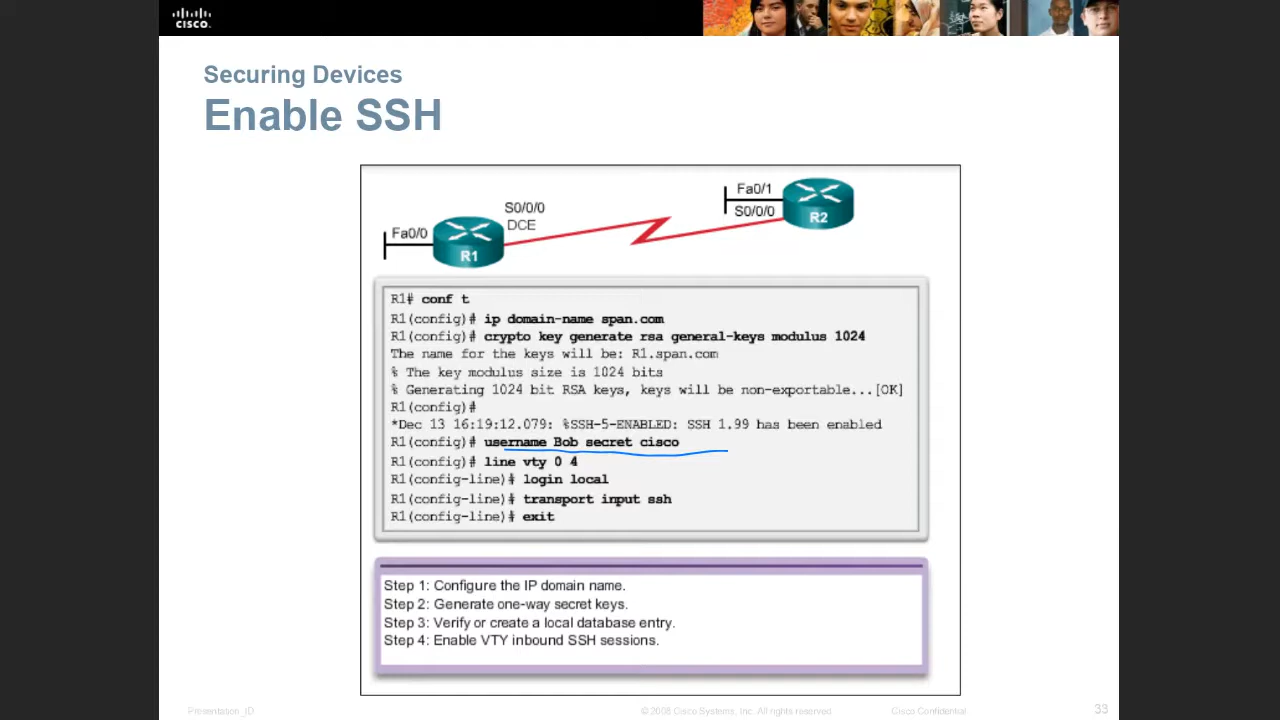 CISCO.
Securing Devices
Enable SSH
Fa0/0
R1
S0/0/0
DCE
Fa0/1
S0/0/0
R2
R1# conf t
R1(config)# ip domain-name span.com
R1(config)# crypto key generate rsa general-keys modulus 1024
The name for the keys will be: R1.span.com
% The key modulus size is 1024 bits
% Generating 1024 bit RSA keys, keys will be non-exportable...[OK]
R1(config)#
*Dec 13 16:19:12.079: %SSH-5-ENABLED: SSH 1.99 has been enabled
R1(config)# username Bob secret cisco
R1(config)# line vty 0 4
R1(config-line)# login local
R1(config-line)# transport input ssh
R1(config-line)# exit
Step 1: Configure the IP domain name.
Step 2: Generate one-way secret keys.
Step 3: Verify or create a local database entry.
Step 4: Enable VTY inbound SSH sessions.
Presentation_ID
© 2008 Cisco Systems, Inc. All rights reserved.
Cisco Confidential
33